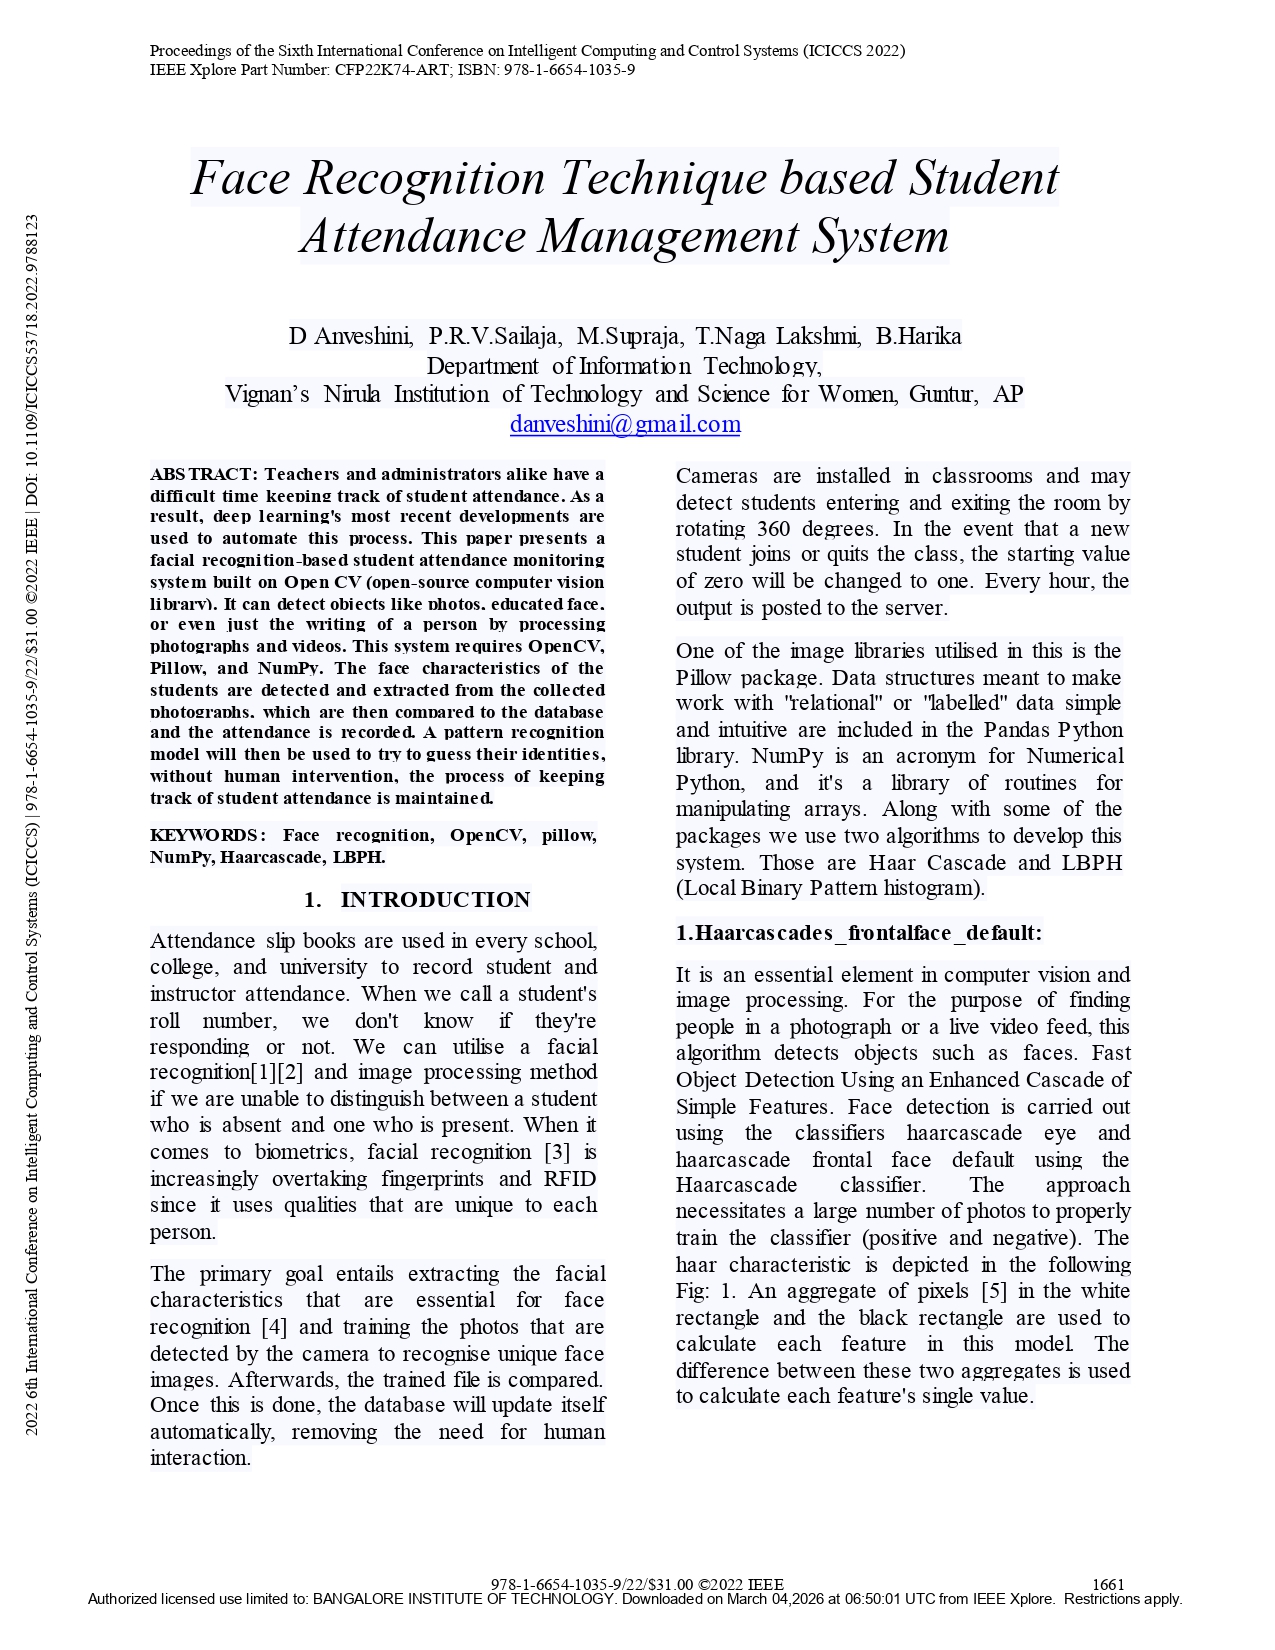 Proceedings of the Sixth International Conference on Intelligent Computing and Control Systems (ICICCS 2022)
IEEE Xplore Part Number: CFP22K74-ART; ISBN: 978-1-6654-1035-9
Face Recognition Technique based Student
Attendance Management System
D Anveshini, P.R.V.Sailaja, M.Supraja, T.Naga Lakshmi, B.Harika
Department of Information Technology,
Vignan's Nirula Institution of Technology and Science for Women, Guntur, AP
danveshini@gmail.com
ABSTRACT: Teachers and administrators alike have a
difficult time keeping track of student attendance. As a
result, deep learning's most recent developments are
used to automate this process. This paper presents a
facial recognition-based student attendance monitoring
system built on Open CV (open-source computer vision
library). It can detect objects like photos, educated face,
or even just the writing of a person by processing
photographs and videos. This system requires OpenCV,
Pillow, and NumPy. The face characteristics of the
students are detected and extracted from the collected
photographs, which are then compared to the database
and the attendance is recorded. A pattern recognition
model will then be used to try to guess their identities,
without human intervention, the process of keeping
track of student attendance is maintained.
KEYWORDS: Face recognition, OpenCV, pillow,
NumPy, Haarcascade, LBPH.
1. INTRODUCTION
Attendance slip books are used in every school,
college, and university to record student and
instructor attendance. When we call a student's
roll number, we don't know if they're
responding or not. We can utilise a facial
recognition[1][2] and image processing method
if we are unable to distinguish between a student
who is absent and one who is present. When it
comes to biometrics, facial recognition [3] is
increasingly overtaking fingerprints and RFID
since it uses qualities that are unique to each
person.
The primary goal entails extracting the facial
characteristics that are essential for face
recognition [4] and training the photos that are
detected by the camera to recognise unique face
images. Afterwards, the trained file is compared.
Once this is done, the database will update itself
automatically, removing the need for human
interaction.
Cameras are installed in classrooms and may
detect students entering and exiting the room by
rotating 360 degrees. In the event that a new
student joins or quits the class, the starting value
of zero will be changed to one. Every hour, the
output is posted to the server.
One of the image libraries utilised in this is the
Pillow package. Data structures meant to make
work with "relational" or "labelled" data simple
and intuitive are included in the Pandas Python
library. NumPy is an acronym for Numerical
Python, and it's a library of routines for
manipulating arrays. Along with some of the
packages we use two algorithms to develop this
system. Those are Haar Cascade and LBPH
(Local Binary Pattern histogram).
1.Haarcascades_frontalface_default:
It is an essential element in computer vision and
image processing. For the purpose of finding
people in a photograph or a live video feed, this
algorithm detects objects such as faces. Fast
Object Detection Using an Enhanced Cascade of
Simple Features. Face detection is carried out
using the classifiers haarcascade eye and
haarcascade frontal face default using the
Haarcascade classifier. The approach
necessitates a large number of photos to properly
train the classifier (positive and negative). The
haar characteristic is depicted in the following
Fig: 1. An aggregate of pixels [5] in the white
rectangle and the black rectangle are used to
calculate each feature in this model. The
difference between these two aggregates is used
to calculate each feature's single value.
2022 6th International Conference on Intelligent Computing and Control Systems (ICICCS) | 978-1-6654-1035-9/22/$31.00 ©2022 IEEE | DOI: 10.1109/ICICCS53718.2022.9788123
978-1-6654-1035-9/22/$31.00 ©2022 IEEE 1661
Authorized licensed use limited to: BANGALORE INSTITUTE OF TECHNOLOGY. Downloaded on March 04,2026 at 06:50:01 UTC from IEEE Xplore. Restrictions apply.